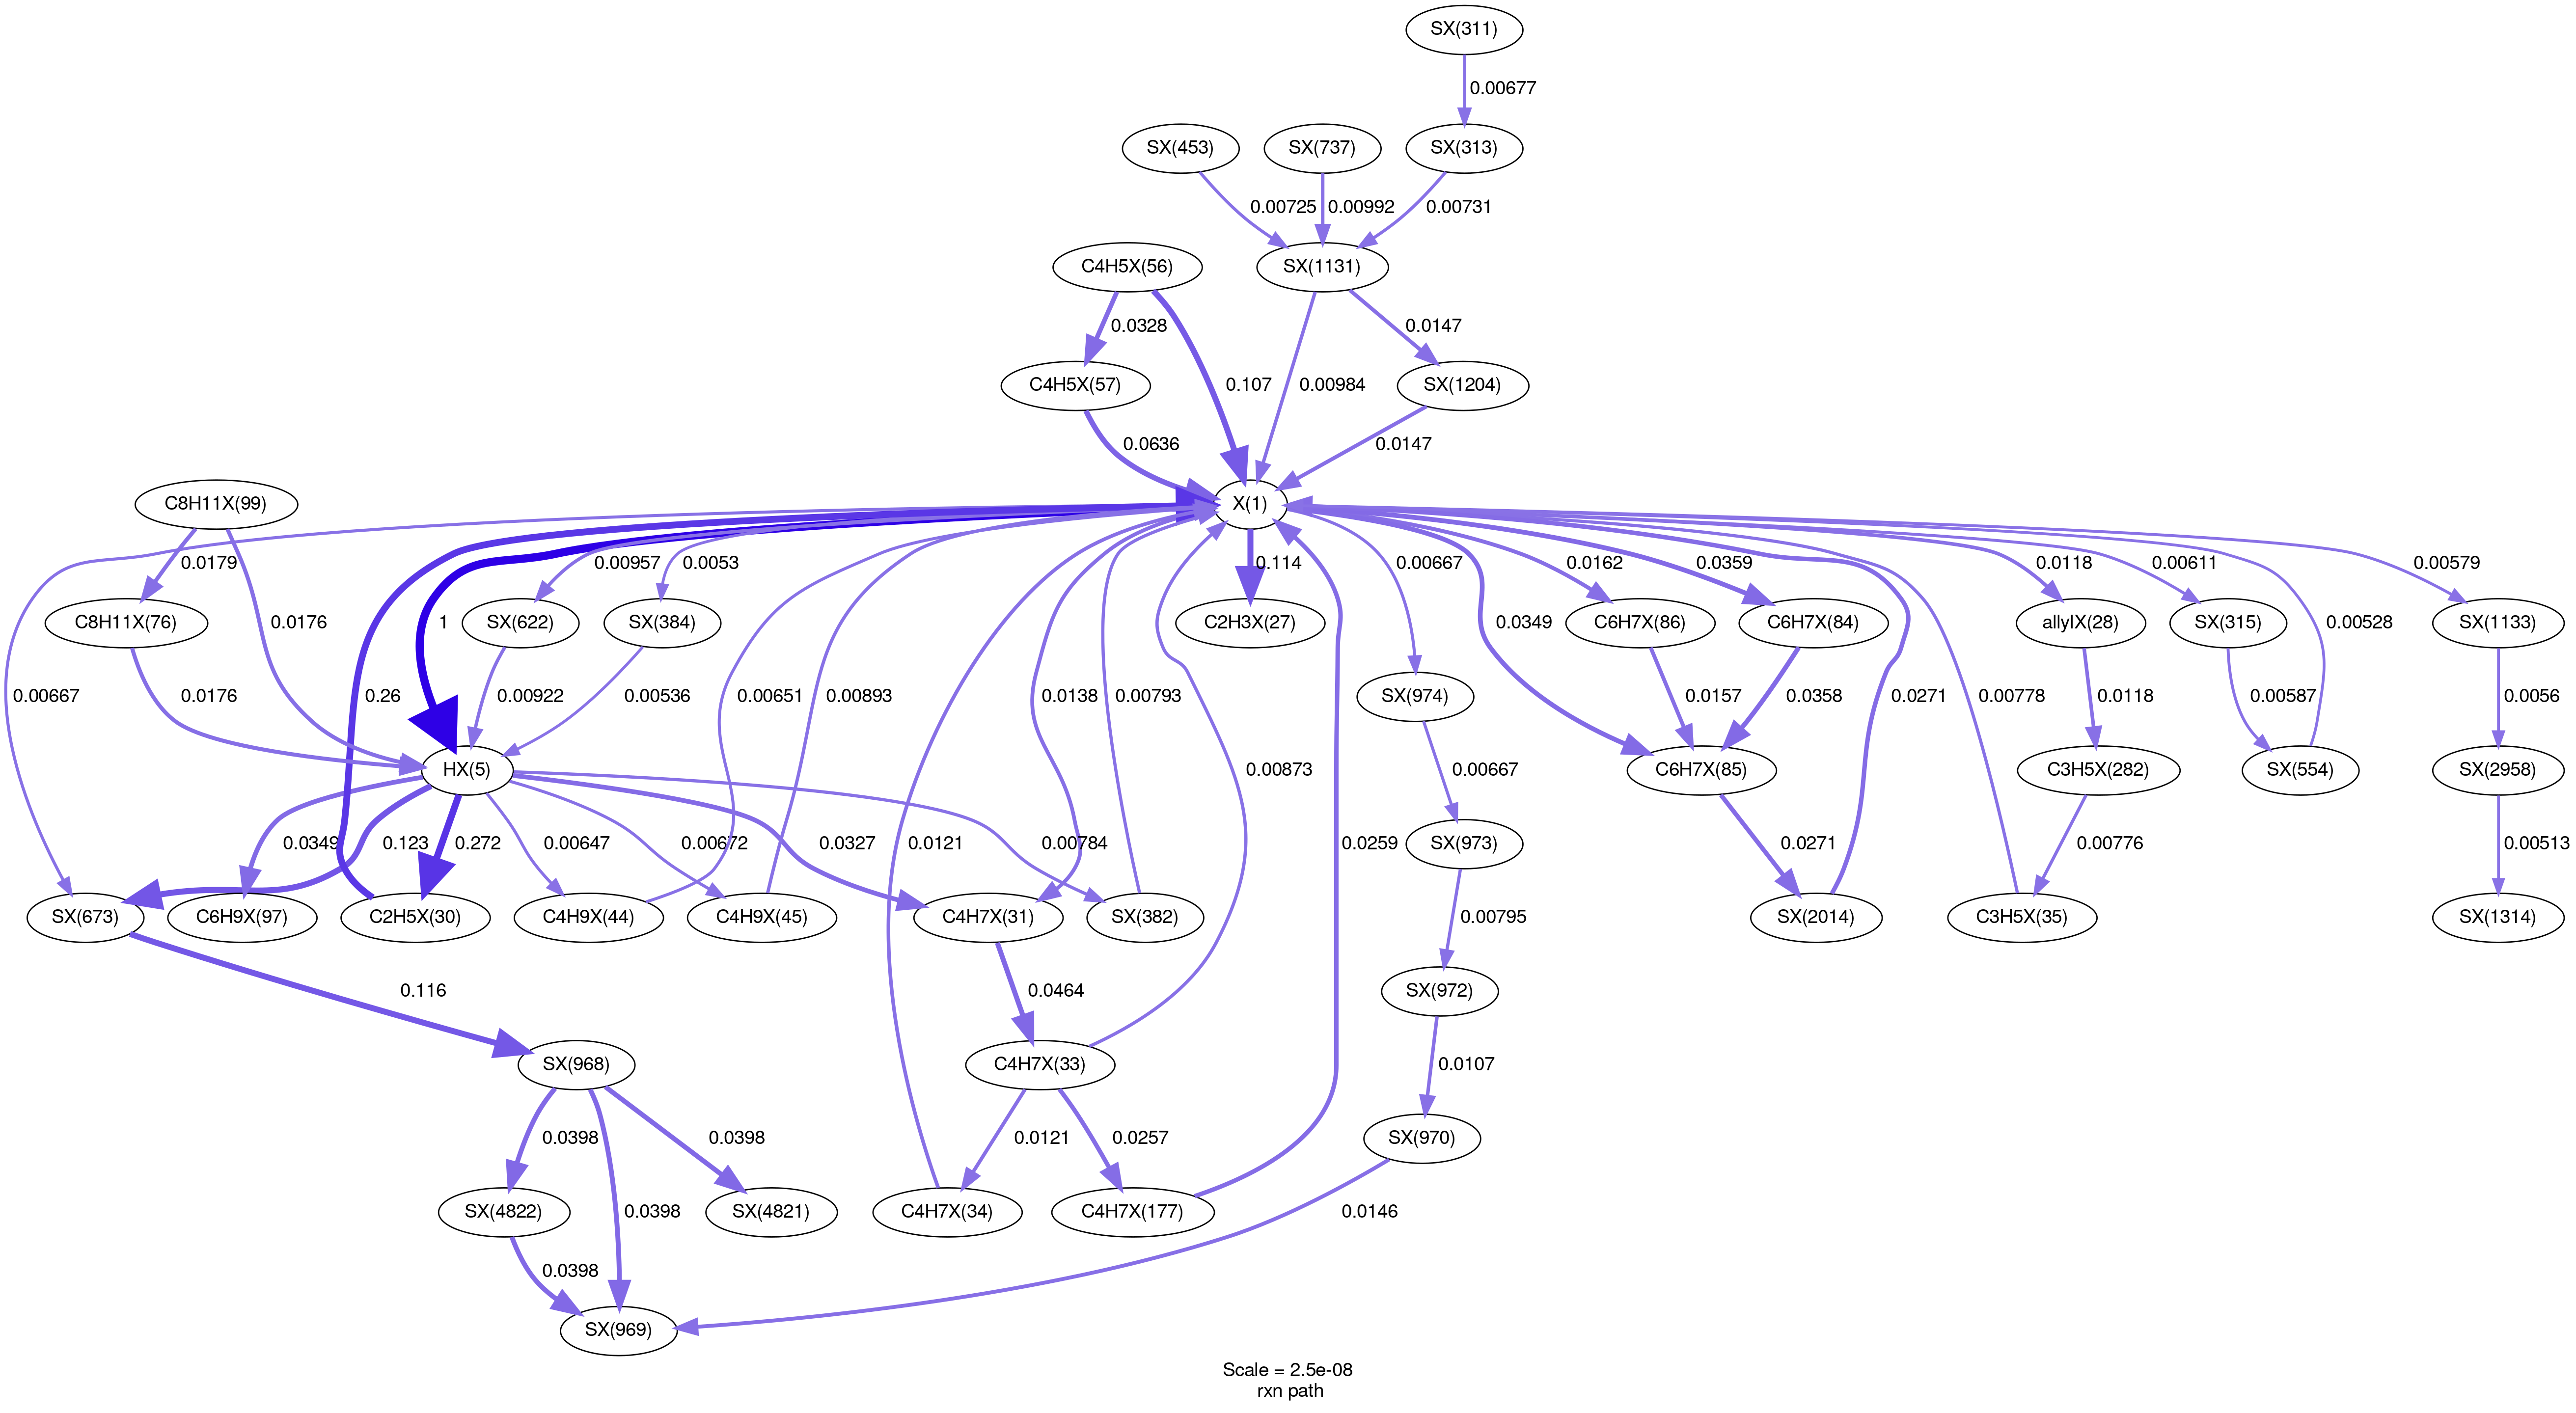 SX(311)
0.00677
SX(453)
SX(737)
SX(313)
0.00725
0.00992
0.00731
C4H5X(56)
SX(1131)
0.0328
0.0147
C4H5X(57)
0.107
0.00984
SX(1204)
0.0636
0.0147
C8H11X(99)
X(1)
0.0179
0.00957
0.0053
0.114
0.00667
0.0162
0.0359
0.0118
0.00611
0.00579
C8H11X(76)
0.0176
1
SX(622)
SX(384)
C2H3X(27)
0.0349
C6H7X(86)
C6H7X(84)
allylX(28)
SX(315)
0.00528
SX(1133)
0.00667
0.0176
0.26
0.00922
0.00536
0.00651
0.00893
0.0138
0.00793
SX(974)
0.0157
0.0358
0.0271
0.00778
0.0118
0.00587
0.0056
HX(5)
0.00873
0.00667
C6H7X(85)
C3H5X(282)
SX(554)
SX(2958)
0.0349
0.123
0.272
0.00647
0.00672
0.0327
0.0121
0.00784
0.0259
SX(973)
0.0271
0.00776
0.00513
SX(673)
C6H9X(97)
C2H5X(30)
C4H9X(44)
C4H9X(45)
C4H7X(31)
SX(382)
0.00795
SX(2014)
C3H5X(35)
SX(1314)
0.116
0.0464
SX(972)
SX(968)
C4H7X(33)
0.0107
0.0398
0.0398
0.0121
0.0257
SX(970)
SX(4822)
0.0398
SX(4821)
C4H7X(34)
C4H7X(177)
0.0146
0.0398
SX(969)
Scale = 2.5e-08
rxn path